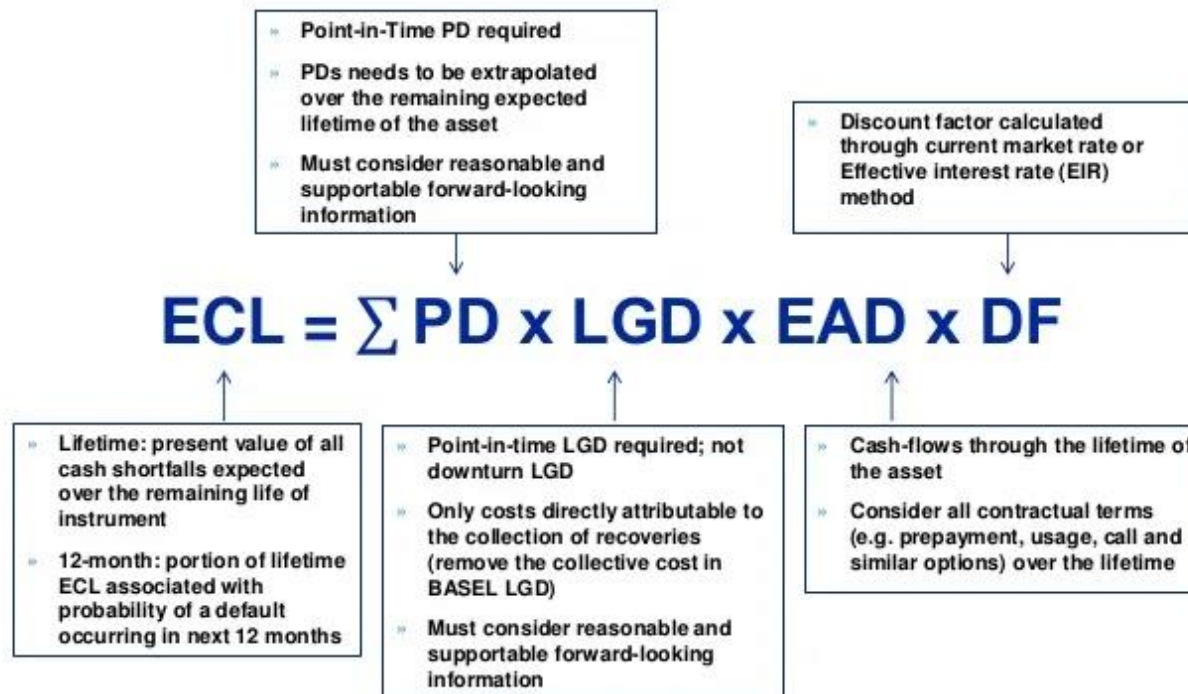 » Point-in-Time PD required
» PDs needs to be extrapolated
over the remaining expected
lifetime of the asset
» Must consider reasonable and
supportable forward-looking
information
» Discount factor calculated
through current market rate or
Effective interest rate (EIR)
method
ECL = ∑ PD x LGD x EAD x DF
» Lifetime: present value of all
cash shortfalls expected
over the remaining life of
instrument
» 12-month: portion of lifetime
ECL associated with
probability of a default
occurring in next 12 months
» Point-in-time LGD required; not
downturn LGD
» Only costs directly attributable to
the collection of recoveries
(remove the collective cost in
BASEL LGD)
» Must consider reasonable and
supportable forward-looking
information
» Cash-flows through the lifetime of
the asset
» Consider all contractual terms
(e.g. prepayment, usage, call and
similar options) over the lifetime